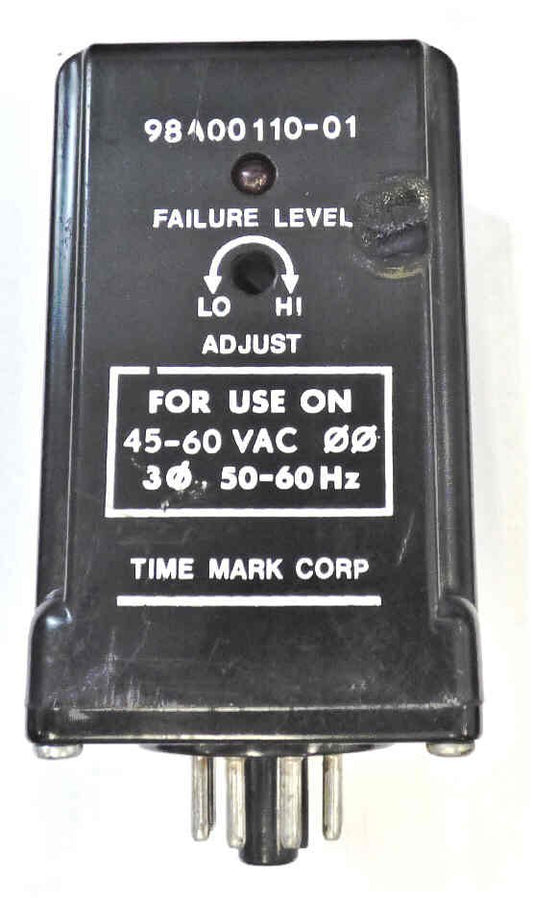 98A00110-01
FAILURE LEVEL
LO HI
ADJUST
FOR USE ON
45-60 VAC ØØ
3Ø. 50-60 Hz
TIME MARK CORP